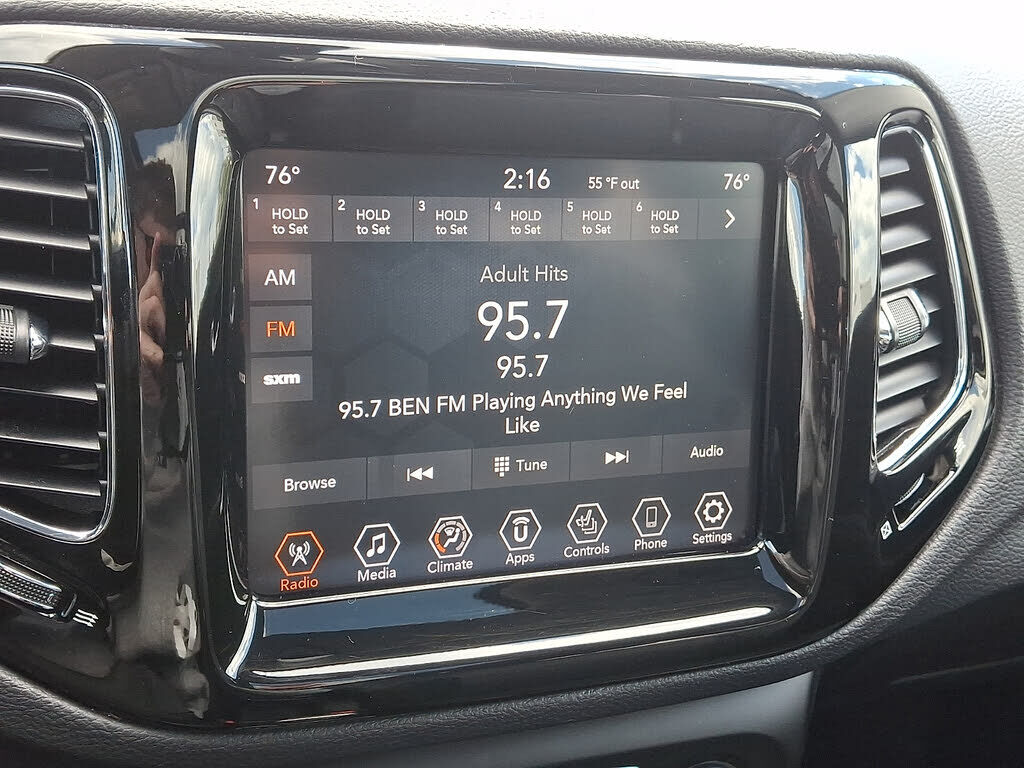 76° 2:16 55 °F out 76°
1 HOLD to Set
2 HOLD to Set
3 HOLD to Set
4 HOLD to Set
5 HOLD to Set
6 HOLD to Set
AM
FM
sxm
Adult Hits
95.7
95.7
95.7 BEN FM Playing Anything We Feel
Like
Browse Tune Audio
Radio Media Climate Apps Controls Phone Settings